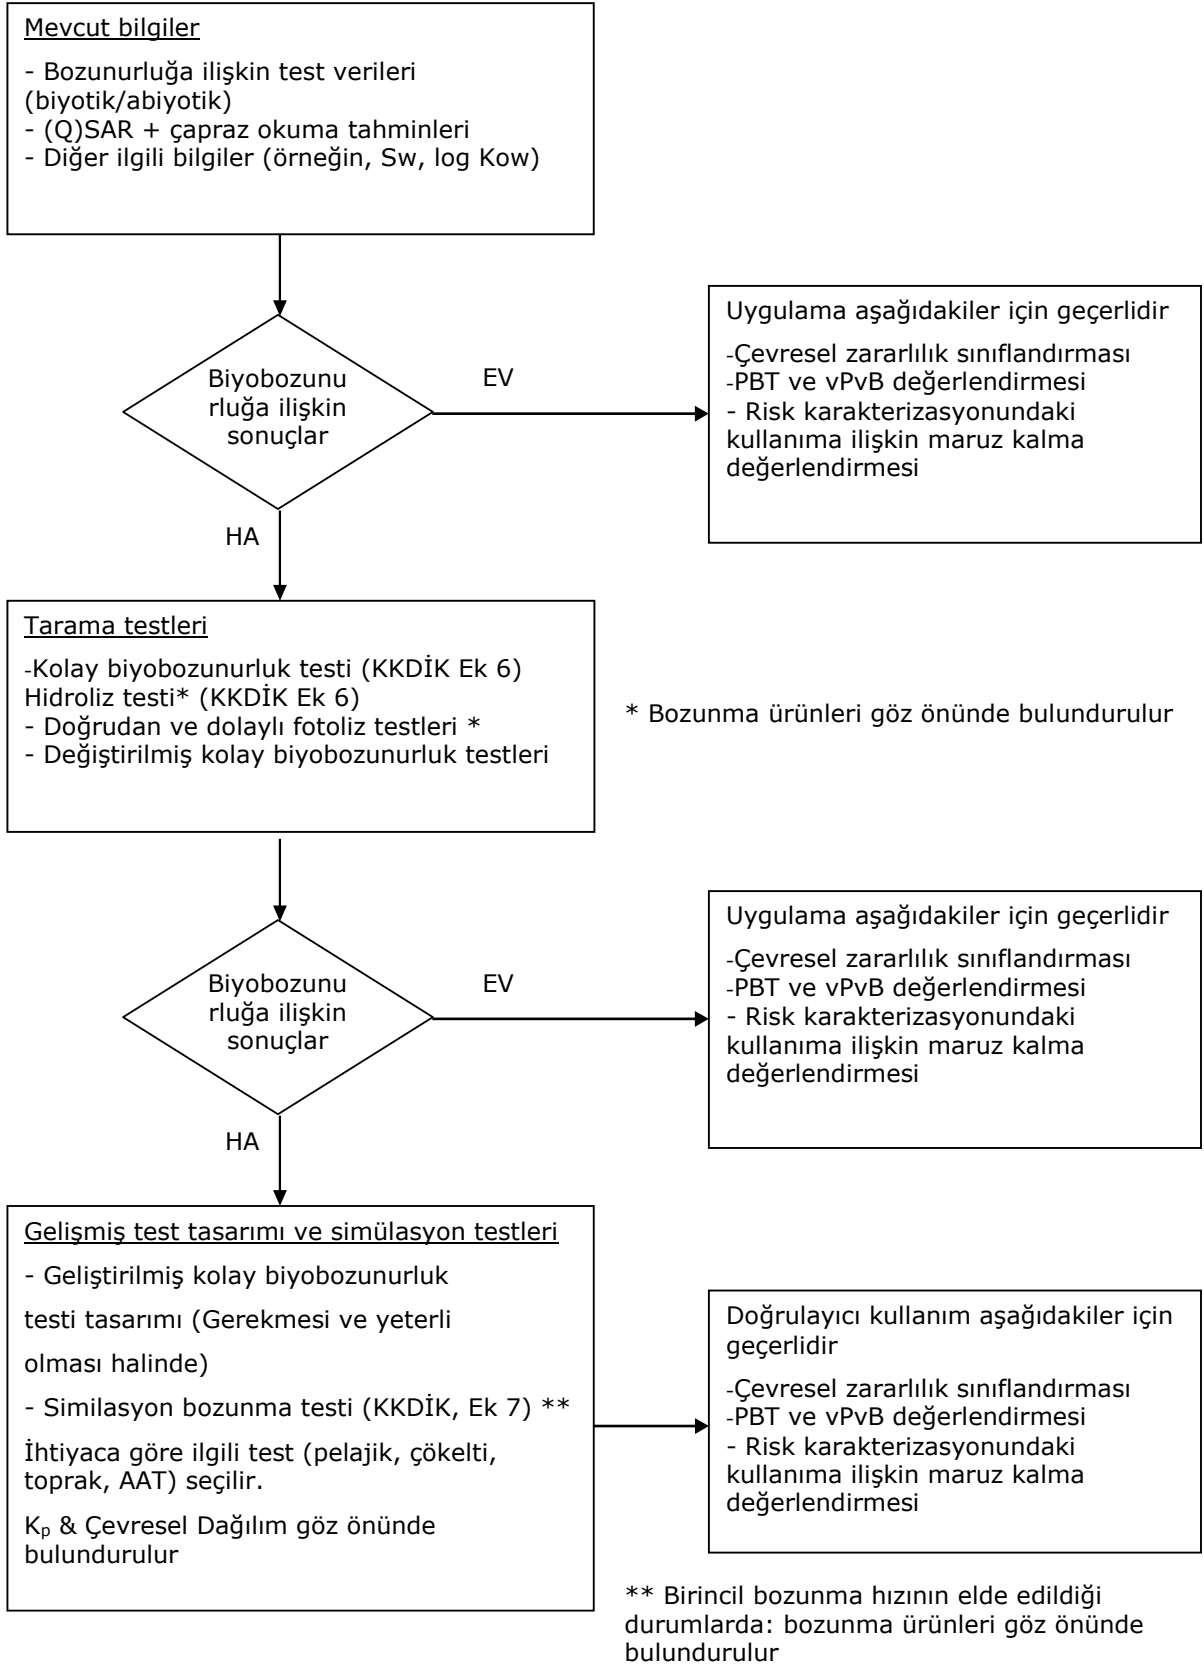 Mevcut bilgiler
- Bozunurluğa ilişkin test verileri
(biyotik/abiyotik)
- (Q)SAR + çapraz okuma tahminleri
- Diğer ilgili bilgiler (örneğin, Sw, log Kow)
Biyobozunu
rluğa ilişkin
sonuçlar
EV
Uygulama aşağıdakiler için geçerlidir
-Çevresel zararlılık sınıflandırması
-PBT ve vPvB değerlendirmesi
- Risk karakterizasyonundaki
kullanıma ilişkin maruz kalma
değerlendirmesi
HA
Tarama testleri
-Kolay biyobozunurluk testi (KKDİK Ek 6)
Hidroliz testi* (KKDİK Ek 6)
- Doğrudan ve dolaylı fotoliz testleri *
- Değiştirilmiş kolay biyobozunurluk testleri
* Bozunma ürünleri göz önünde bulundurulur
Biyobozunu
rluğa ilişkin
sonuçlar
EV
Uygulama aşağıdakiler için geçerlidir
-Çevresel zararlılık sınıflandırması
-PBT ve vPvB değerlendirmesi
- Risk karakterizasyonundaki
kullanıma ilişkin maruz kalma
değerlendirmesi
HA
Gelişmiş test tasarımı ve simülasyon testleri
- Geliştirilmiş kolay biyobozunurluk
testi tasarımı (Gerekmesi ve yeterli
olması halinde)
- Similasyon bozunma testi (KKDİK, Ek 7) **
İhtiyaca göre ilgili test (pelajik, çökelti,
toprak, AAT) seçilir.
Kp & Çevresel Dağılım göz önünde
bulundurulur
Doğrulayıcı kullanım aşağıdakiler için
geçerlidir
-Çevresel zararlılık sınıflandırması
-PBT ve vPvB değerlendirmesi
- Risk karakterizasyonundaki
kullanıma ilişkin maruz kalma
değerlendirmesi
** Birincil bozunma hızının elde edildiği
durumlarda: bozunma ürünleri göz önünde
bulundurulur